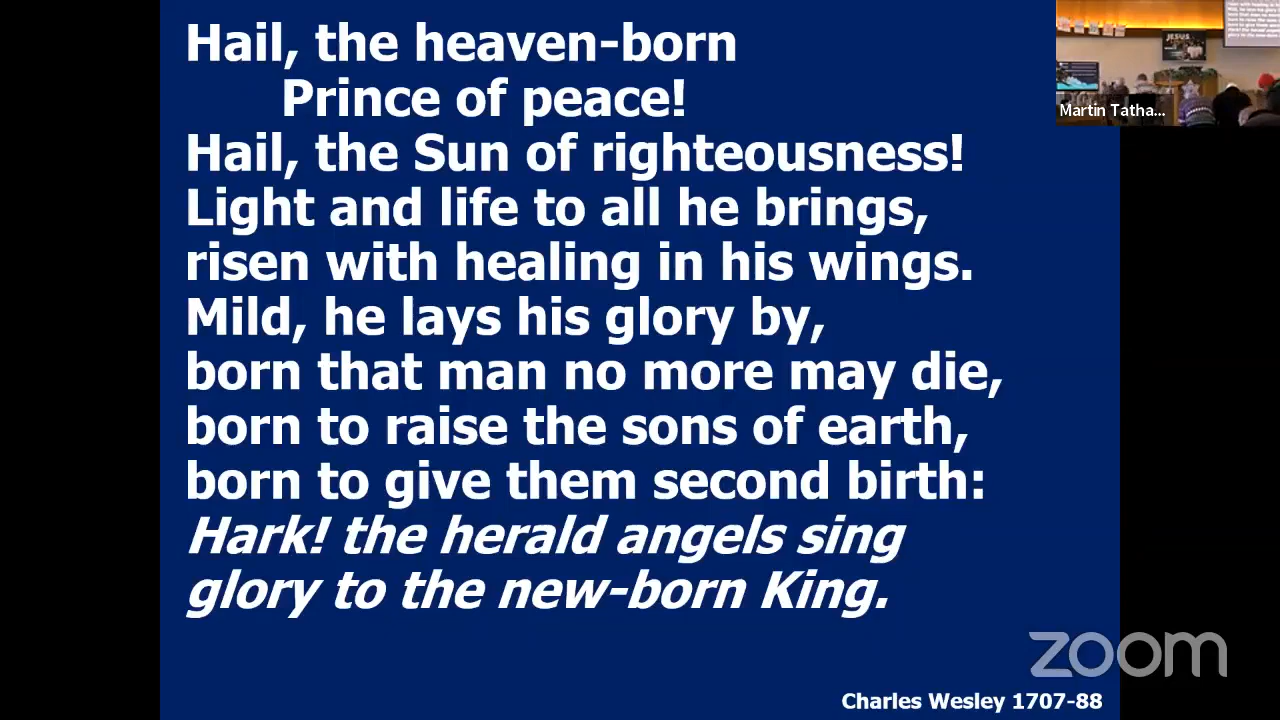 Hail, the heaven-born
Prince of peace!
Hail, the Sun of righteousness!
Light and life to all he brings,
risen with healing in his wings.
Mild, he lays his glory by,
born that man no more may die,
born to raise the sons of earth,
born to give them second birth:
Hark! the herald angels sing
glory to the new-born King.
Charles Wesley 1707-88
zoom
Martin Tatha...
JESUS